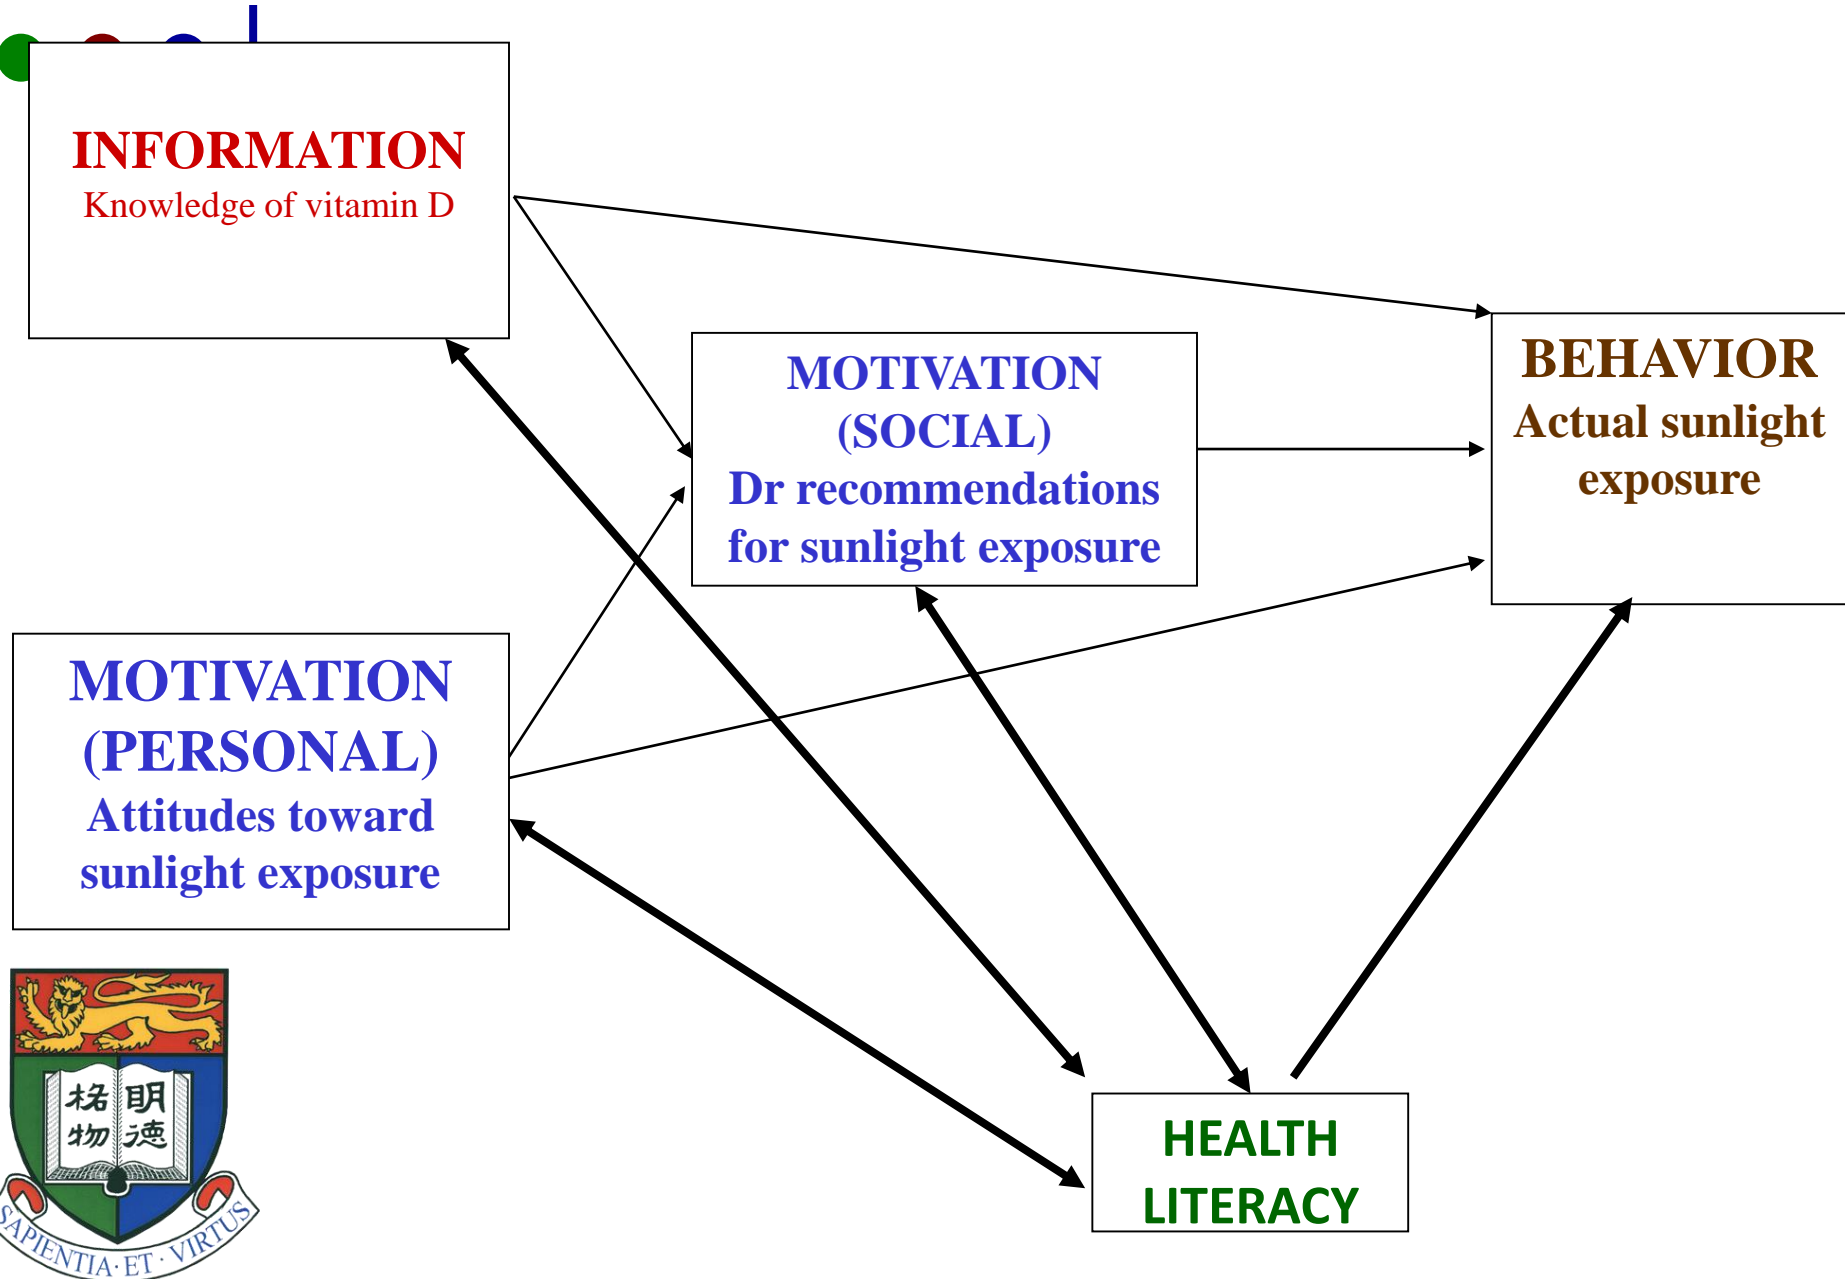 INFORMATION
Knowledge of vitamin D
MOTIVATION
(SOCIAL)
Dr recommendations
for sunlight exposure
BEHAVIOR
Actual sunlight
exposure
MOTIVATION
(PERSONAL)
Attitudes toward
sunlight exposure
HEALTH
LITERACY
明德
格物
SAPIENTIA·ET·VIRTUS